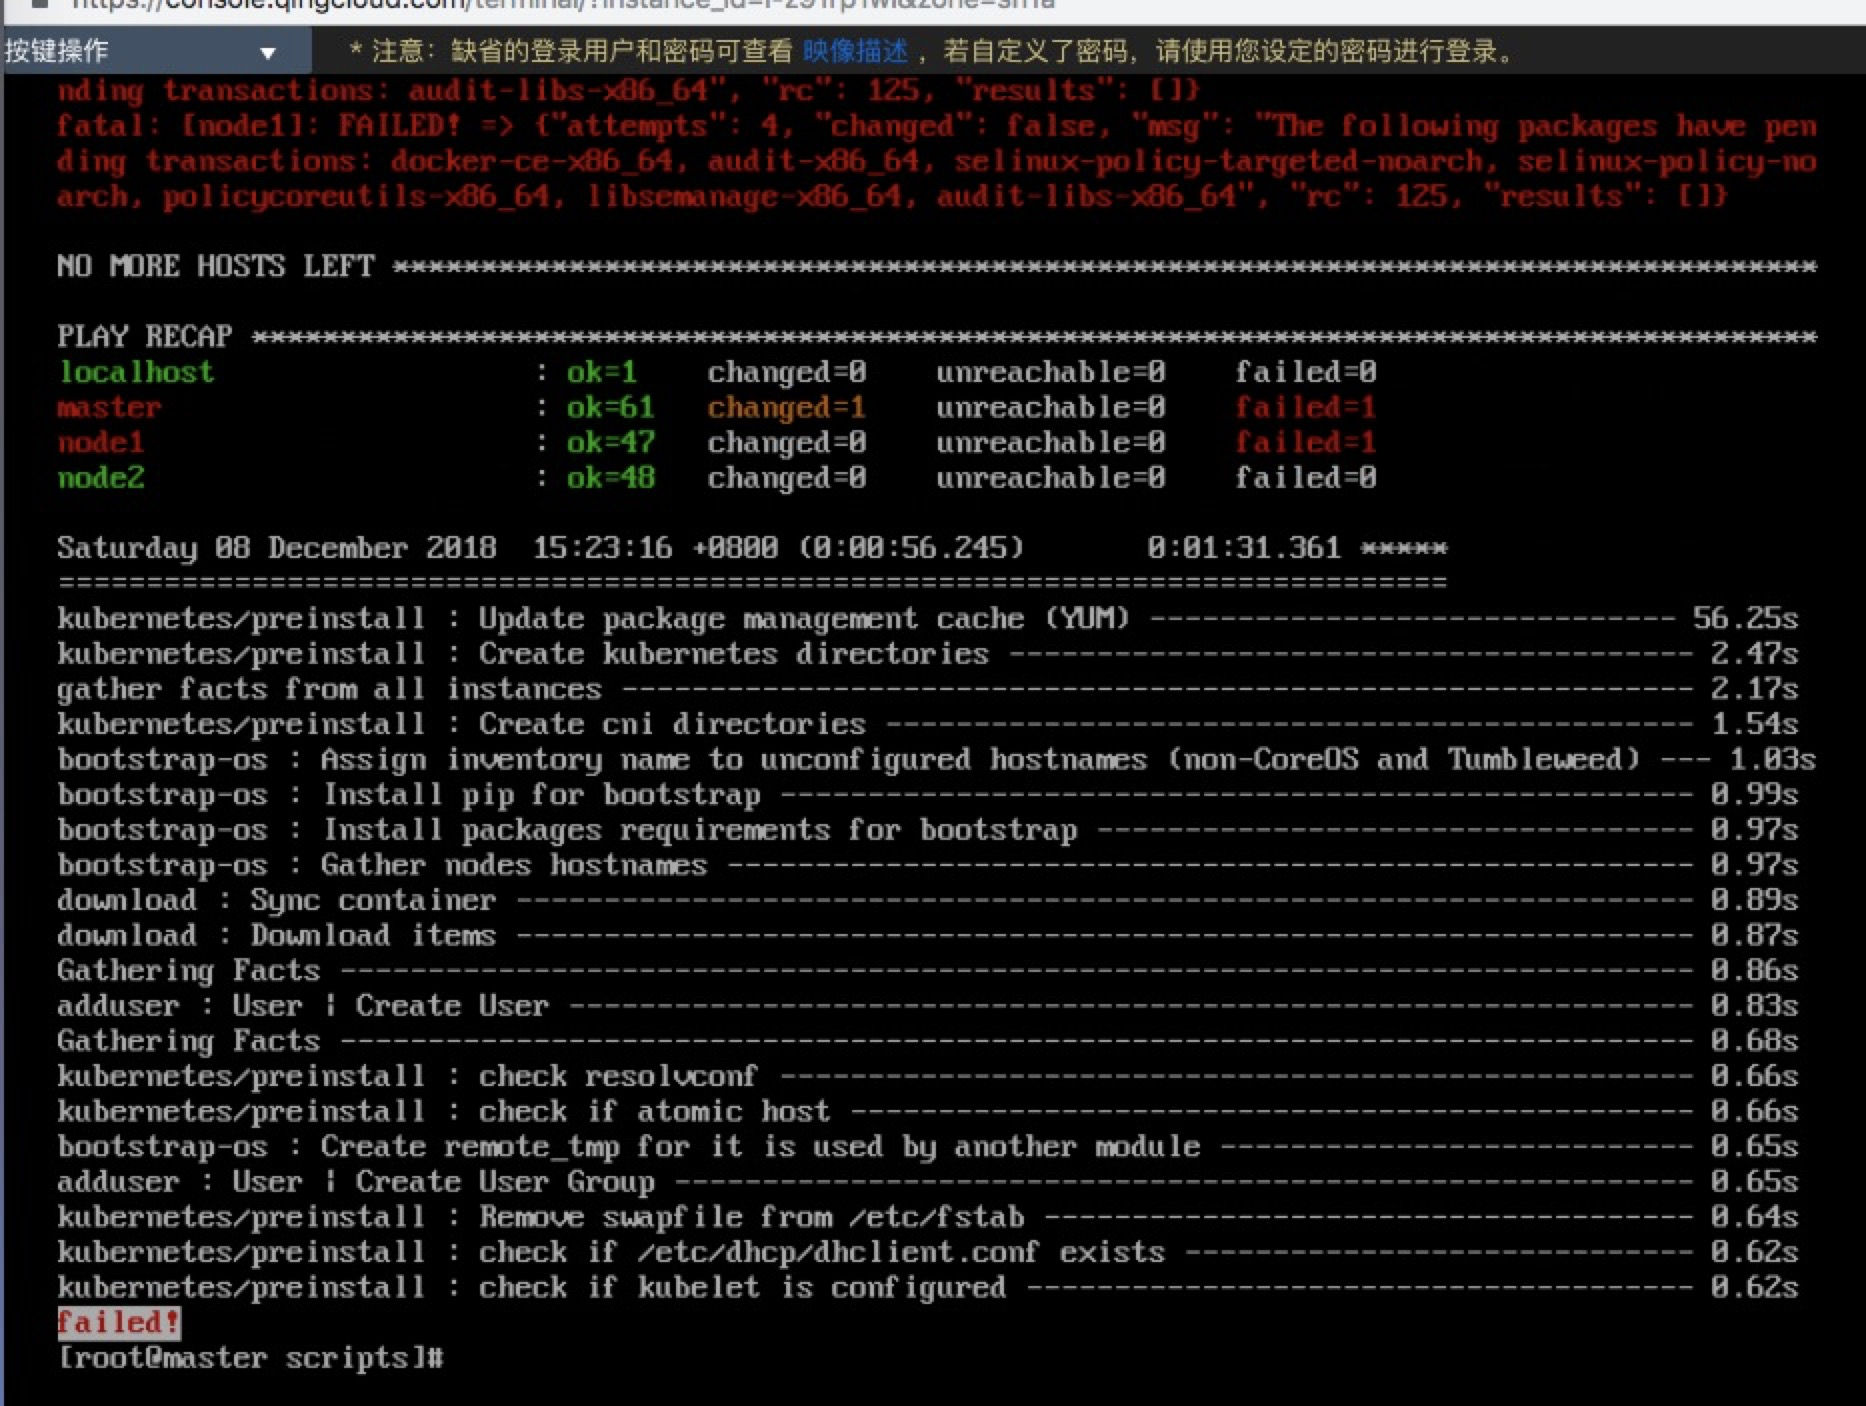 按键操作 ▼ * 注意：缺省的登录用户和密码可查看 映像描述 ，若自定义了密码，请使用您设定的密码进行登录。
nding transactions: audit-libs-x86_64", "rc": 125, "results": []}
fatal: [node1]: FAILED! => {"attempts": 4, "changed": false, "msg": "The following packages have pen
ding transactions: docker-ce-x86_64, audit-x86_64, selinux-policy-targeted-noarch, selinux-policy-no
arch, policycoreutils-x86_64, libsemanage-x86_64, audit-libs-x86_64", "rc": 125, "results": []}
NO MORE HOSTS LEFT *********************************************************************************
PLAY RECAP *****************************************************************************************
localhost : ok=1 changed=0 unreachable=0 failed=0
master : ok=61 changed=1 unreachable=0 failed=1
node1 : ok=47 changed=0 unreachable=0 failed=1
node2 : ok=48 changed=0 unreachable=0 failed=0
Saturday 08 December 2018 15:23:16 +0800 (0:00:56.245) 0:01:31.361 *****
===============================================================================
kubernetes/preinstall : Update package management cache (YUM) ------------------------------ 56.25s
kubernetes/preinstall : Create kubernetes directories --------------------------------------- 2.47s
gather facts from all instances ------------------------------------------------------------- 2.17s
kubernetes/preinstall : Create cni directories ---------------------------------------------- 1.54s
bootstrap-os : Assign inventory name to unconfigured hostnames (non-CoreOS and Tumbleweed) --- 1.03s
bootstrap-os : Install pip for bootstrap ---------------------------------------------------- 0.99s
bootstrap-os : Install packages requirements for bootstrap ---------------------------------- 0.97s
bootstrap-os : Gather nodes hostnames ------------------------------------------------------- 0.97s
download : Sync container ------------------------------------------------------------------- 0.89s
download : Download items ------------------------------------------------------------------- 0.87s
Gathering Facts ----------------------------------------------------------------------------- 0.86s
adduser : User | Create User ---------------------------------------------------------------- 0.83s
Gathering Facts ----------------------------------------------------------------------------- 0.68s
kubernetes/preinstall : check resolvconf ---------------------------------------------------- 0.66s
kubernetes/preinstall : check if atomic host ------------------------------------------------ 0.66s
bootstrap-os : Create remote_tmp for it is used by another module --------------------------- 0.65s
adduser : User | Create User Group ---------------------------------------------------------- 0.65s
kubernetes/preinstall : Remove swapfile from /etc/fstab ------------------------------------- 0.64s
kubernetes/preinstall : check if /etc/dhcp/dhclient.conf exists ----------------------------- 0.62s
kubernetes/preinstall : check if kubelet is configured -------------------------------------- 0.62s
failed!
[root@master scripts]#